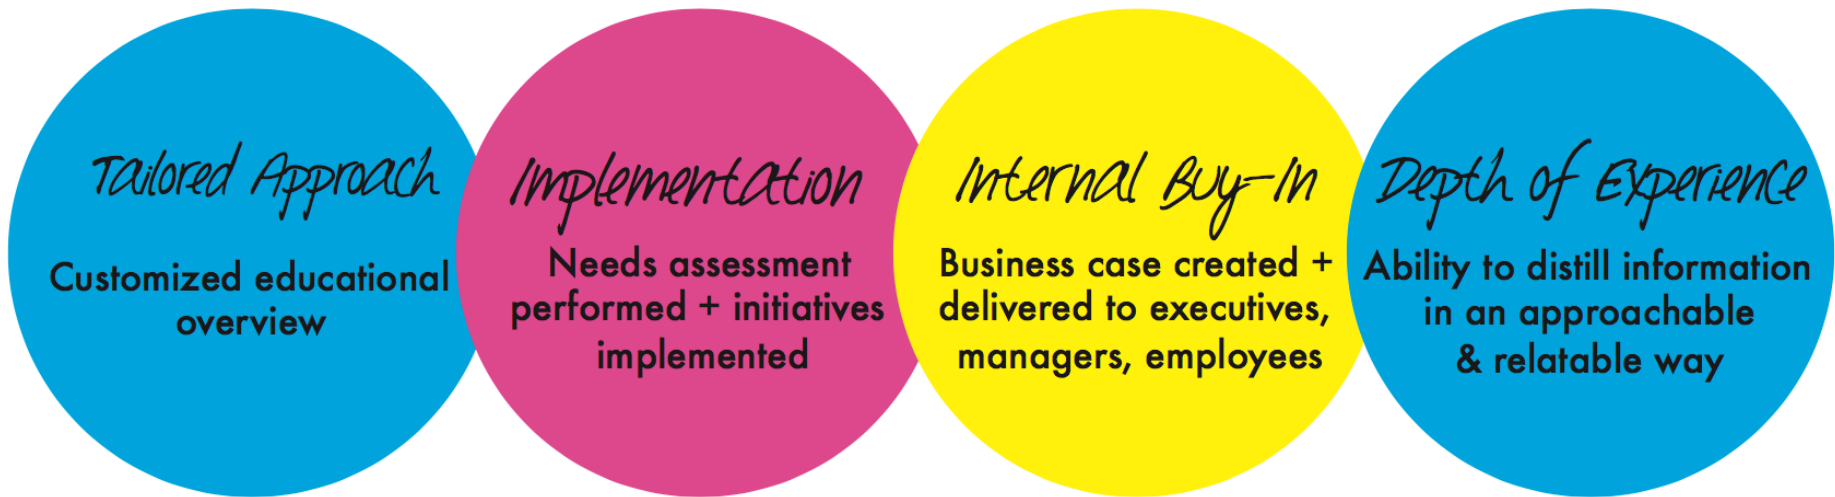 Tailored Approach
Customized educational
overview
Implementation
Needs assessment
performed + initiatives
implemented
Internal Buy-In
Business case created +
delivered to executives,
managers, employees
Depth of Experience
Ability to distill information
in an approachable
& relatable way